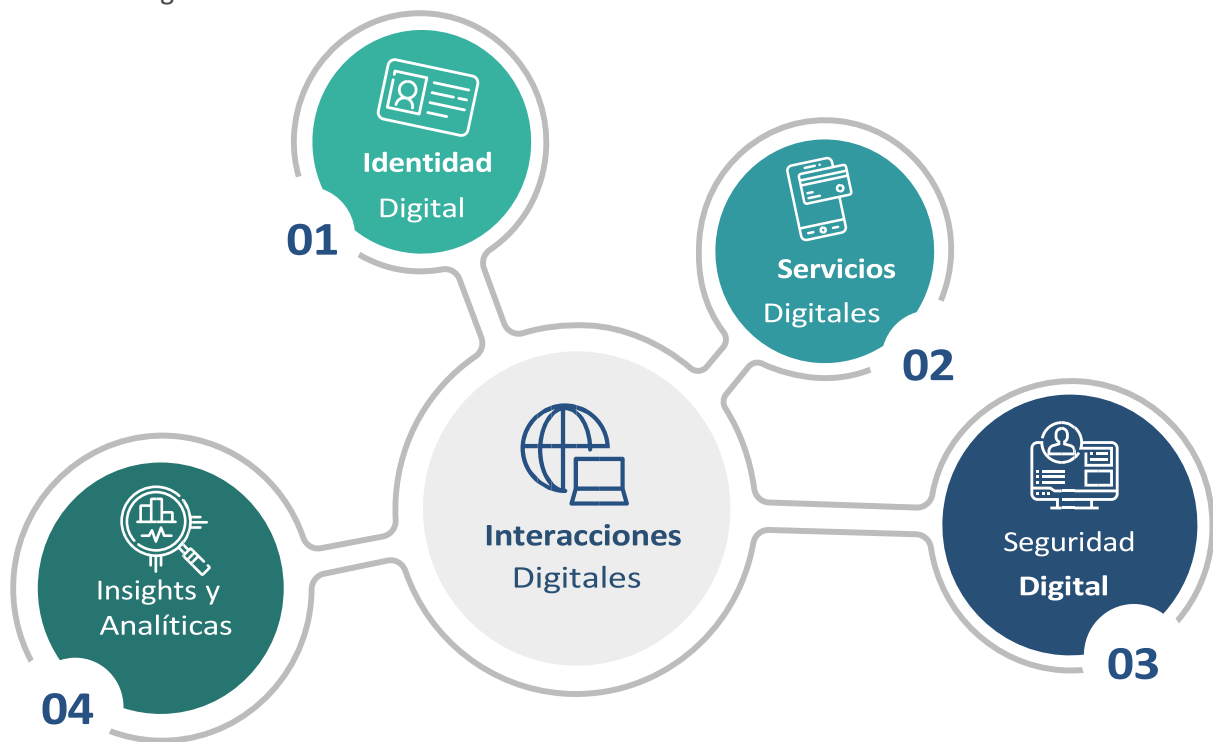 Identidad
Digital
01
Servicios
Digitales
02
Interacciones
Digitales
Seguridad
Digital
03
Insights y
Analíticas
04